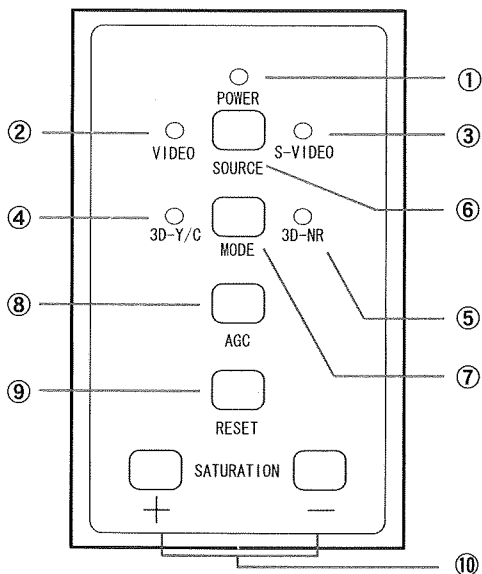 ①
POWER
② VIDEO S-VIDEO ③
SOURCE
⑥
④ 3D-Y/C 3D-NR
MODE
⑤
⑧
AGC
⑦
⑨
RESET
SATURATION
+ −
⑩